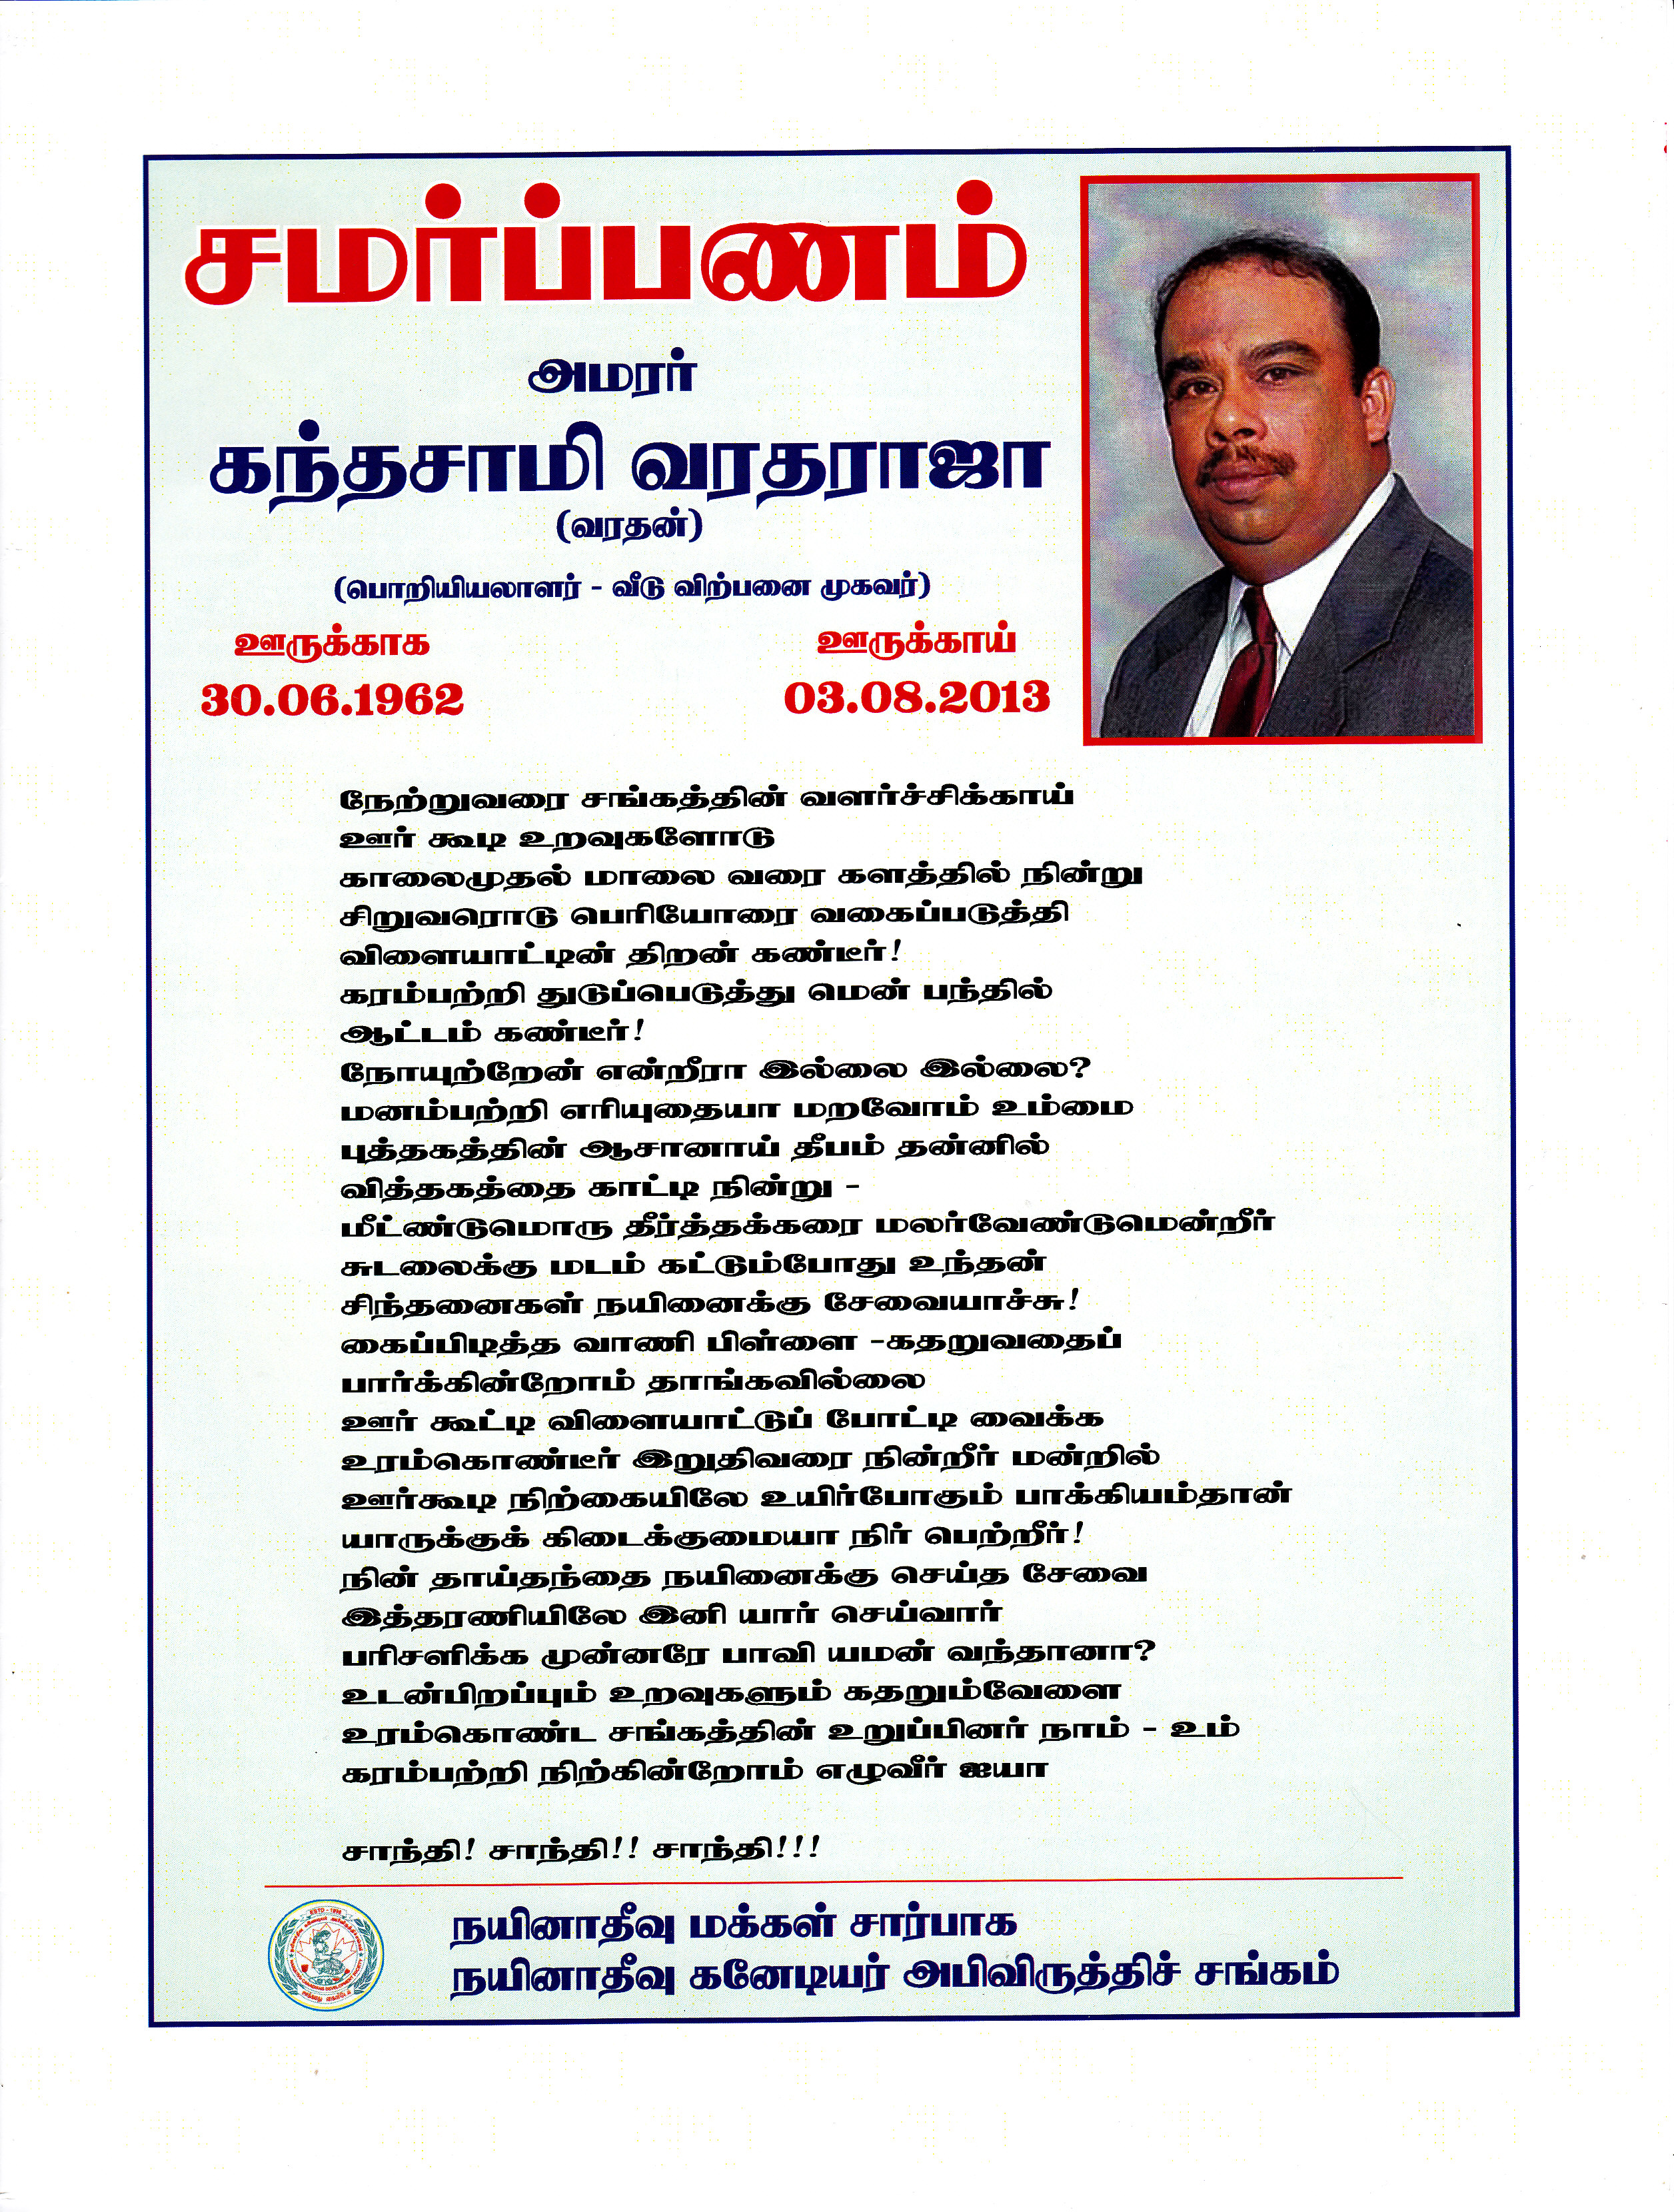 சமர்ப்பணம்
அமரர்
கந்தசாமி வரதராஜா
(வரதன்)
(பொறியியலாளர் - வீடு விற்பனை முகவர்)
ஊருக்காக
ஊருக்காய்
30.06.1962
03.08.2013
நேற்றுவரை சங்கத்தின் வளர்ச்சிக்காய்
ஊர் கூடி உறவுகளோடு
காலைமுதல் மாலை வரை களத்தில் நின்று
சிறுவரொடு பெரியோரை வகைப்படுத்தி
விளையாட்டின் திறன் கண்டீர்!
கரம்பற்றி துடுப்பெடுத்து மென் பந்தில்
ஆட்டம் கண்டீர்!
நோயுற்றேன் என்றீரா இல்லை இல்லை?
மனம்பற்றி எரியுதையா மறவோம் உம்மை
புத்தகத்தின் ஆசானாய் தீபம் தன்னில்
வித்தகத்தை காட்டி நின்று -
மீட்ண்டுமொரு தீர்த்தக்கரை மலர்வேண்டுமென்றீர்
சுடலைக்கு மடம் கட்டும்போது உந்தன்
சிந்தனைகள் நயினைக்கு சேவையாச்சு!
கைப்பிடித்த வாணி பிள்ளை -கதறுவதைப்
பார்க்கின்றோம் தாங்கவில்லை
ஊர் கூட்டி விளையாட்டுப் போட்டி வைக்க
உரம்கொண்டீர் இறுதிவரை நின்றீர் மன்றில்
ஊர்கூடி நிற்கையிலே உயிர்போகும் பாக்கியம்தான்
யாருக்குக் கிடைக்குமையா நிர் பெற்றீர்!
நின் தாய்தந்தை நயினைக்கு செய்த சேவை
இத்தரணியிலே இனி யார் செய்வார்
பரிசளிக்க முன்னரே பாவி யமன் வந்தானா?
உடன்பிறப்பும் உறவுகளும் கதறும்வேளை
உரம்கொண்ட சங்கத்தின் உறுப்பினர் நாம் - உம்
கரம்பற்றி நிற்கின்றோம் எழுவீர் ஐயா
சாந்தி! சாந்தி!! சாந்தி!!!
நயினாதீவு மக்கள் சார்பாக
நயினாதீவு கனேடியர் அபிவிருத்திச் சங்கம்